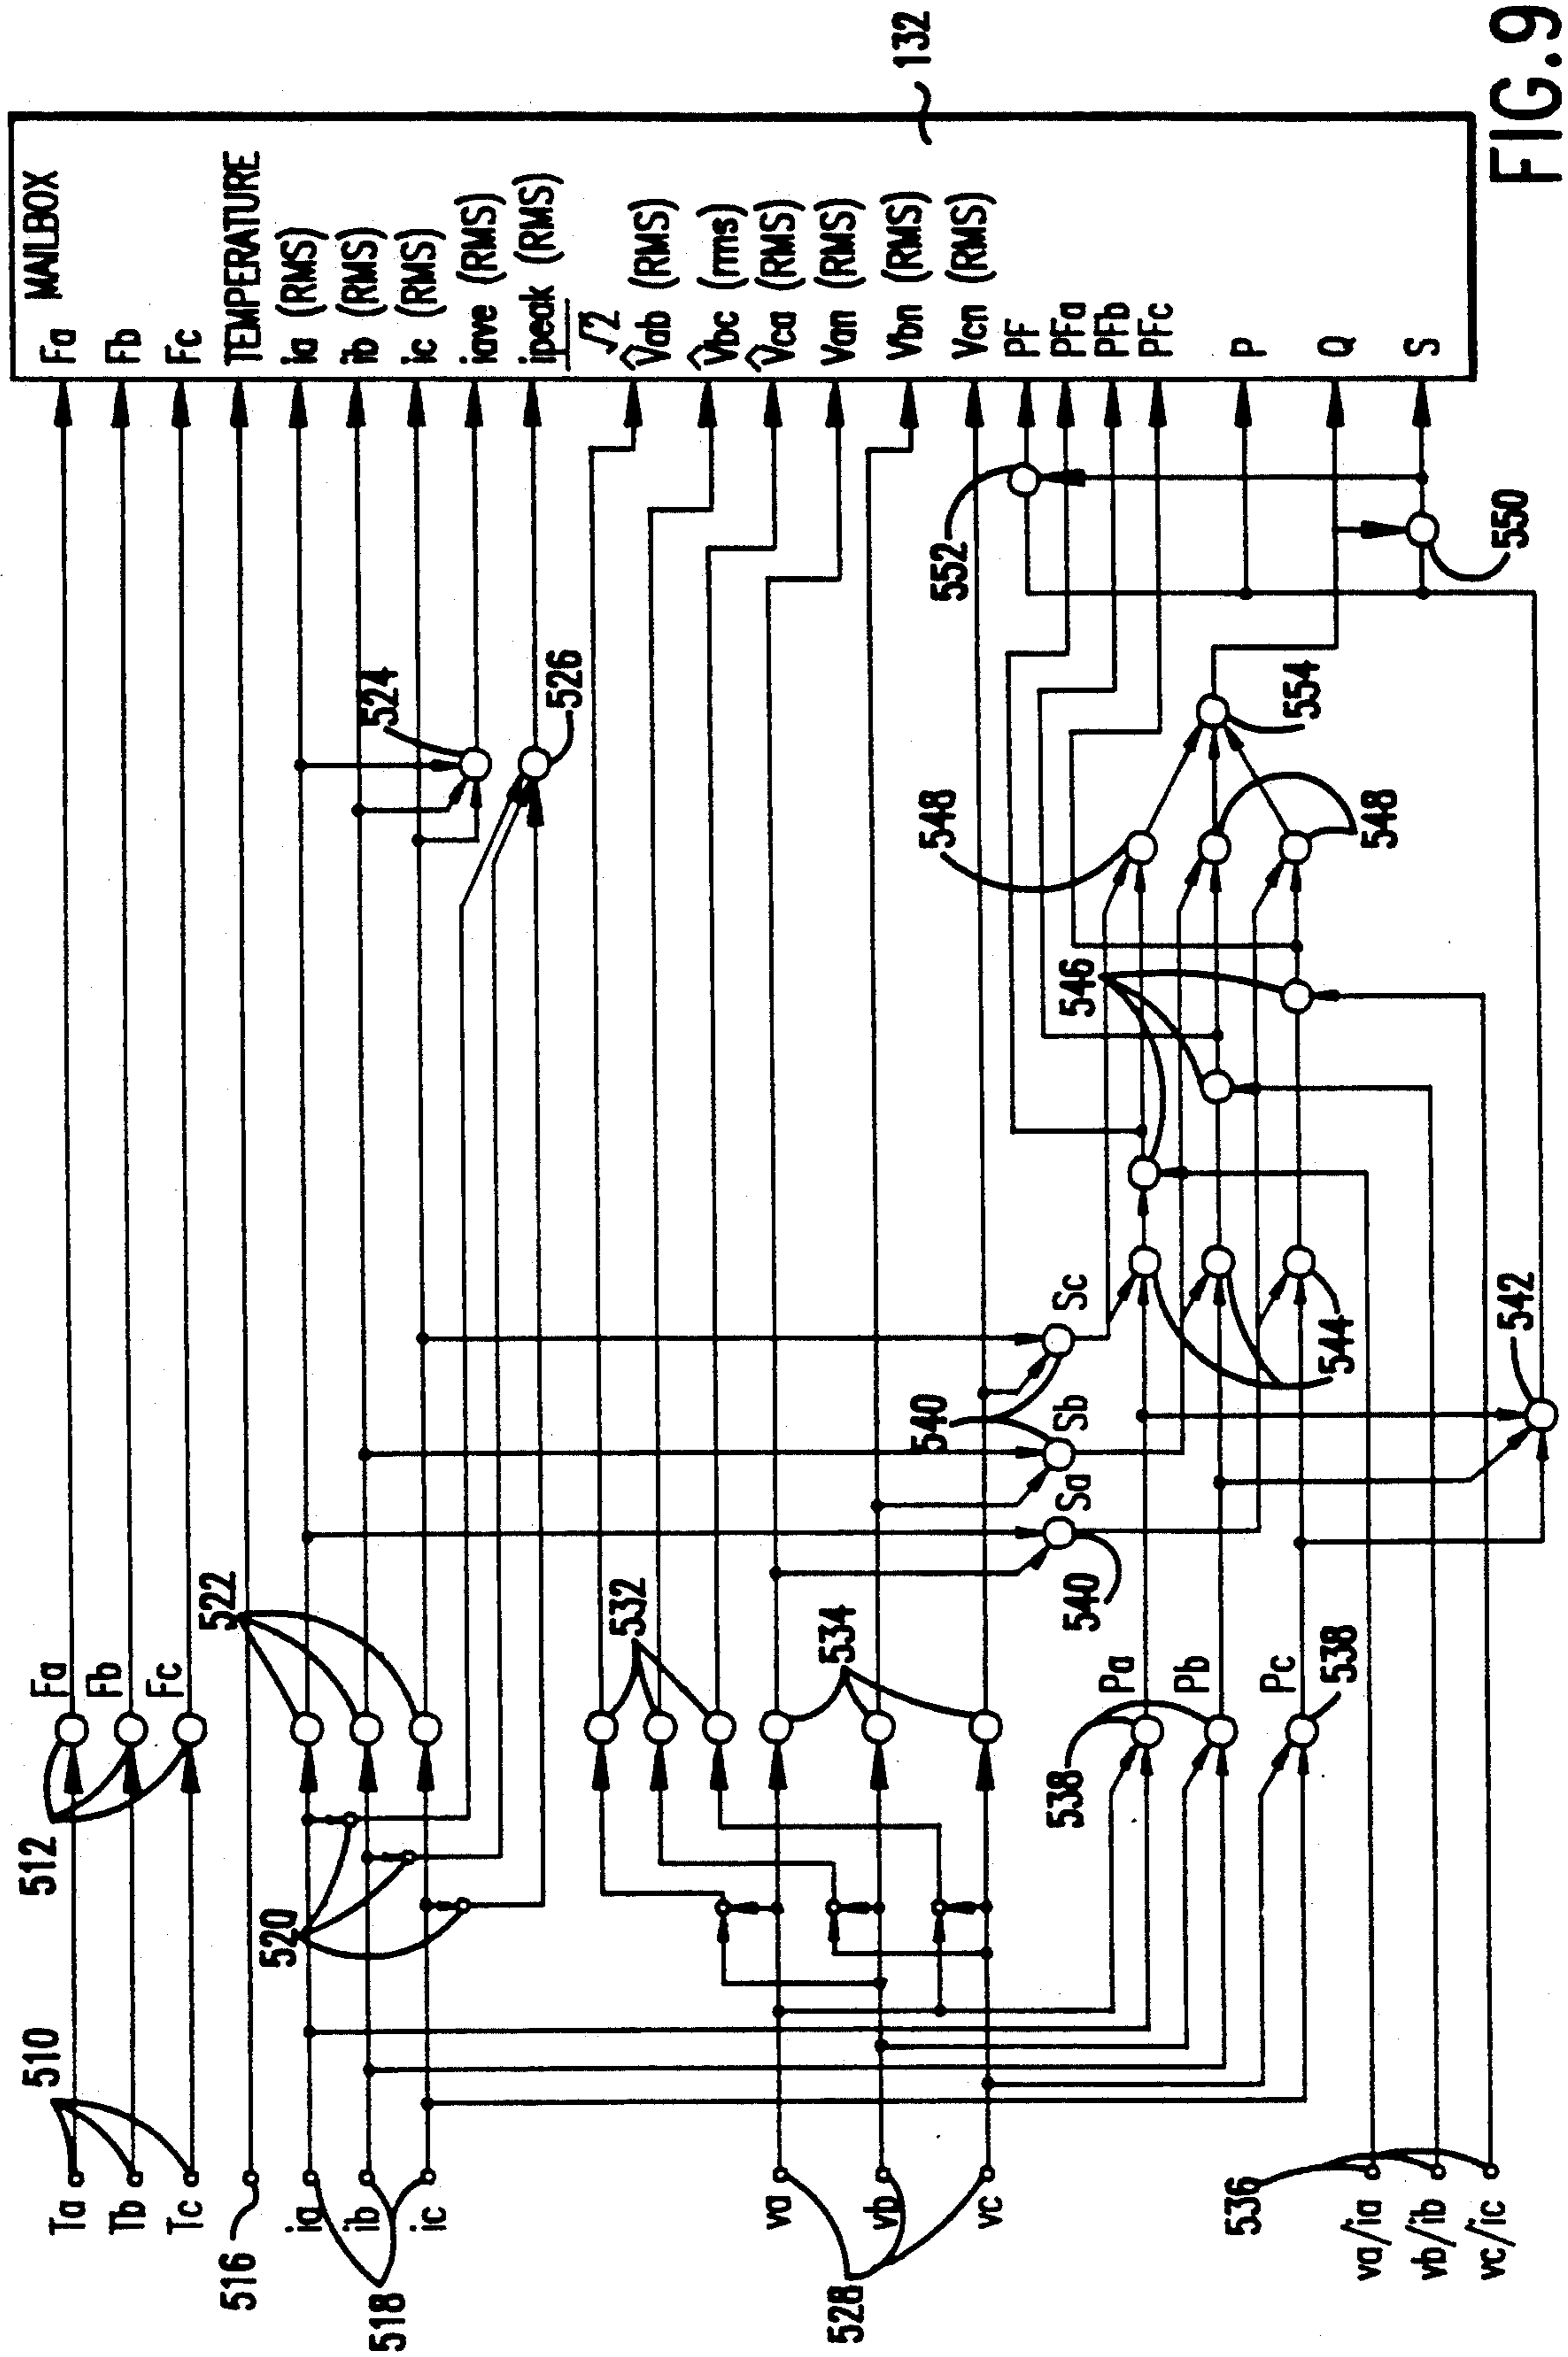 Ta
Tb
Tc
510
512
Fa
Fb
Fc
516
ia
ib
ic
518
520
522
524
526
va
vb
vc
528
532
534
536
va/ia
vb/ib
vc/ic
538
Pa
Pb
Pc
538
540
Sa
Sb
Sc
540
542
544
546
548
548
554
552
550
MAILBOX
Fa
Fb
Fc
TEMPERATURE
ia (RMS)
ib (RMS)
ic (RMS)
iave (RMS)
ipeak (RMS)
√2
V̂ab (RMS)
V̂bc (rms)
V̂ca (RMS)
Van (RMS)
Vbn (RMS)
Vcn (RMS)
PF
PFa
PFb
PFc
P
Q
S
132
FIG.9